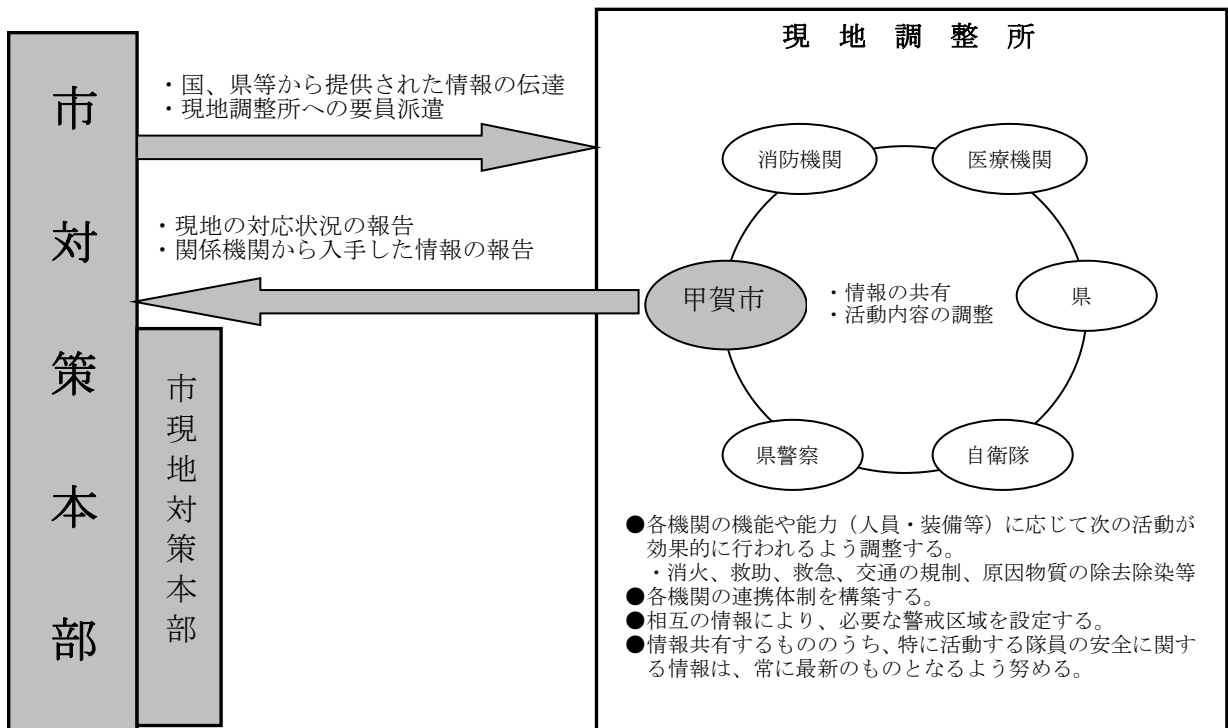 市対策本部
市現地対策本部
・国、県等から提供された情報の伝達
・現地調整所への要員派遣
・現地の対応状況の報告
・関係機関から入手した情報の報告
現地調整所
消防機関
医療機関
甲賀市
・情報の共有
・活動内容の調整
県
県警察
自衛隊
●各機関の機能や能力（人員・装備等）に応じて次の活動が
効果的に行われるよう調整する。
・消火、救助、救急、交通の規制、原因物質の除去除染等
●各機関の連携体制を構築する。
●相互の情報により、必要な警戒区域を設定する。
●情報共有するもののうち、特に活動する隊員の安全に関す
る情報は、常に最新のものとなるよう努める。